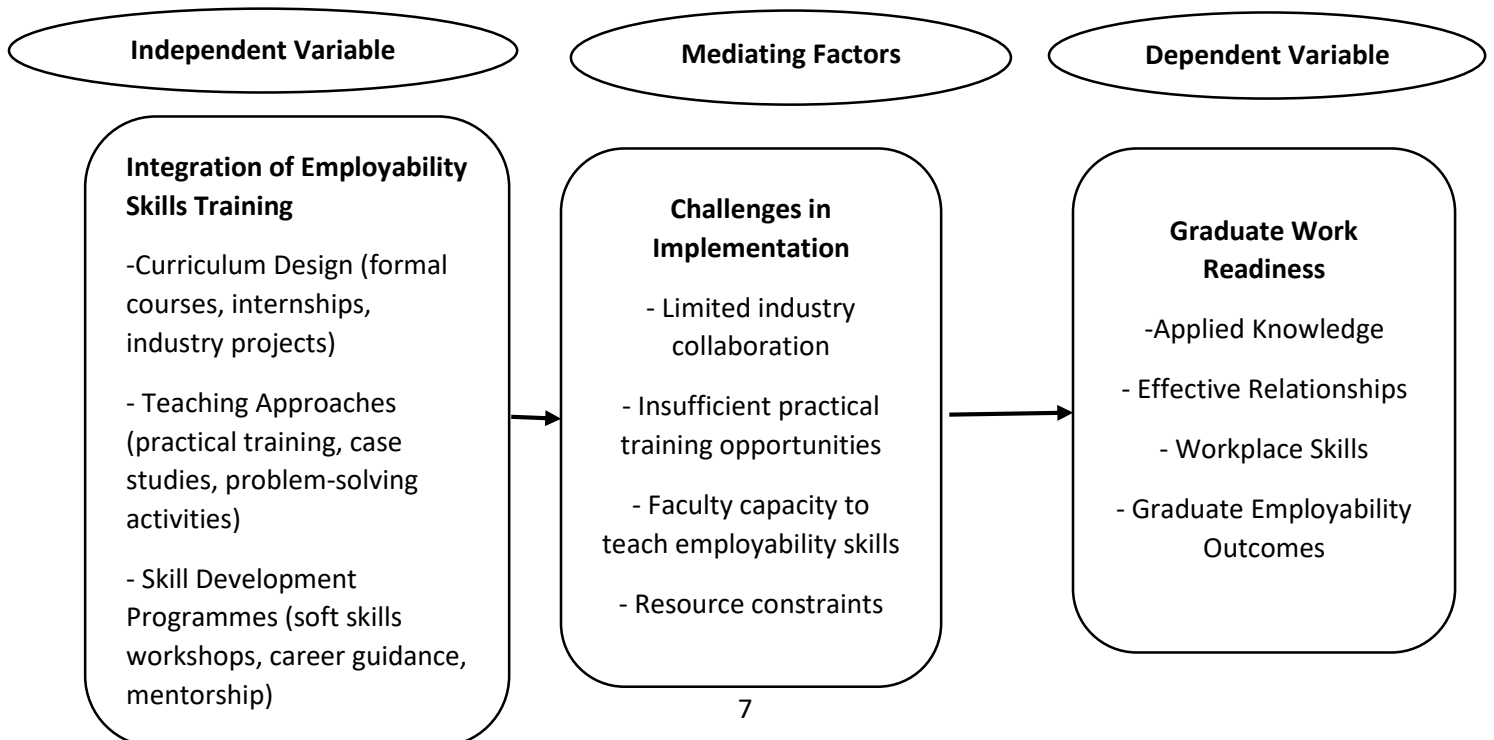 Independent Variable
Mediating Factors
Dependent Variable
Integration of Employability
Skills Training
-Curriculum Design (formal
courses, internships,
industry projects)
- Teaching Approaches
(practical training, case
studies, problem-solving
activities)
- Skill Development
Programmes (soft skills
workshops, career guidance,
mentorship)
Challenges in
Implementation
- Limited industry
collaboration
- Insufficient practical
training opportunities
- Faculty capacity to
teach employability skills
- Resource constraints
Graduate Work
Readiness
-Applied Knowledge
- Effective Relationships
- Workplace Skills
- Graduate Employability
Outcomes
7